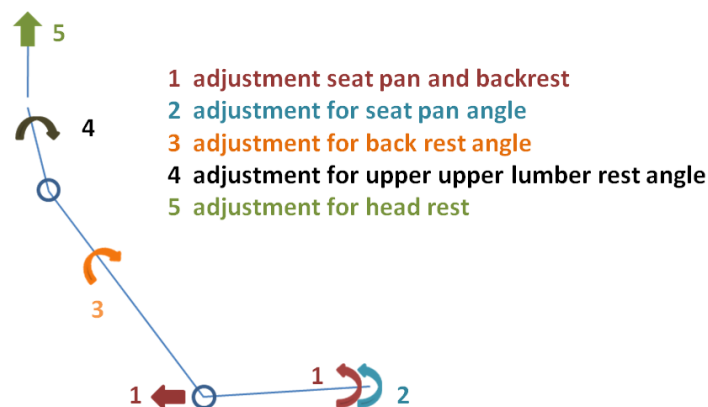 5
1 adjustment seat pan and backrest
2 adjustment for seat pan angle
4
3 adjustment for back rest angle
4 adjustment for upper upper lumber rest angle
5 adjustment for head rest
3
1
1
2